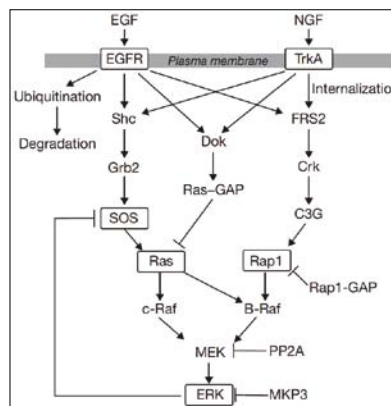 EGF NGF
EGFR Plasma membrane TrkA
Ubiquitination Internalizatio
Shc FRS2
Degradation Dok
Grb2 Crk
Ras–GAP
SOS C3G
Ras Rap1
Rap1-GAP
c-Raf B-Raf
MEK PP2A
ERK MKP3